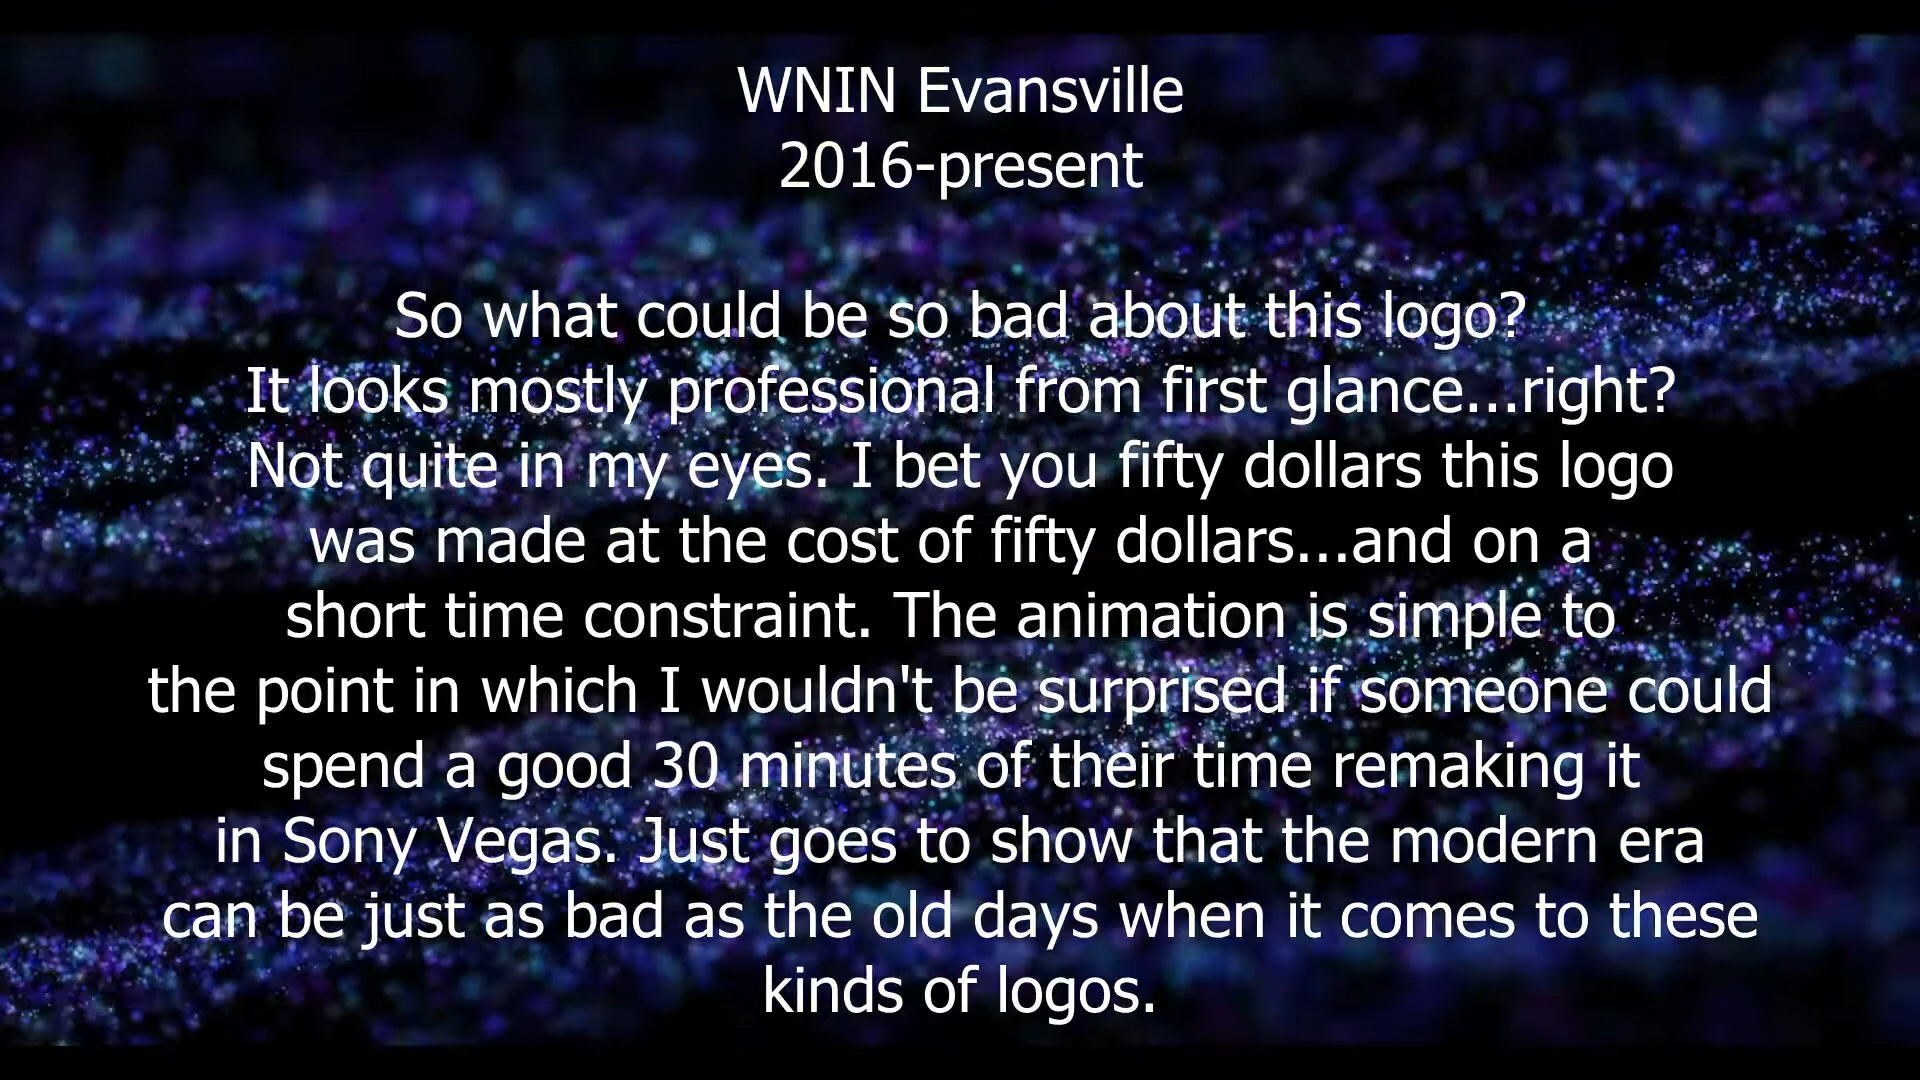 WNIN Evansville
2016-present
So what could be so bad about this logo?
It looks mostly professional from first glance...right?
Not quite in my eyes. I bet you fifty dollars this logo
was made at the cost of fifty dollars...and on a
short time constraint. The animation is simple to
the point in which I wouldn't be surprised if someone could
spend a good 30 minutes of their time remaking it
in Sony Vegas. Just goes to show that the modern era
can be just as bad as the old days when it comes to these
kinds of logos.